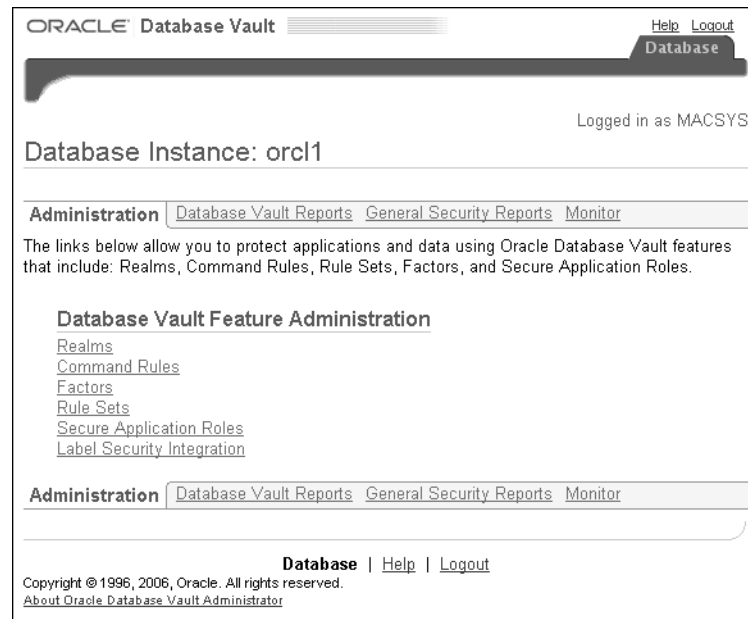 ORACLE Database Vault
Help Logout
Database
Logged in as MACSYS
Database Instance: orcl1
Administration Database Vault Reports General Security Reports Monitor
The links below allow you to protect applications and data using Oracle Database Vault features
that include: Realms, Command Rules, Rule Sets, Factors, and Secure Application Roles.
Database Vault Feature Administration
Realms
Command Rules
Factors
Rule Sets
Secure Application Roles
Label Security Integration
Administration Database Vault Reports General Security Reports Monitor
Database | Help | Logout
Copyright © 1996, 2006, Oracle. All rights reserved.
About Oracle Database Vault Administrator